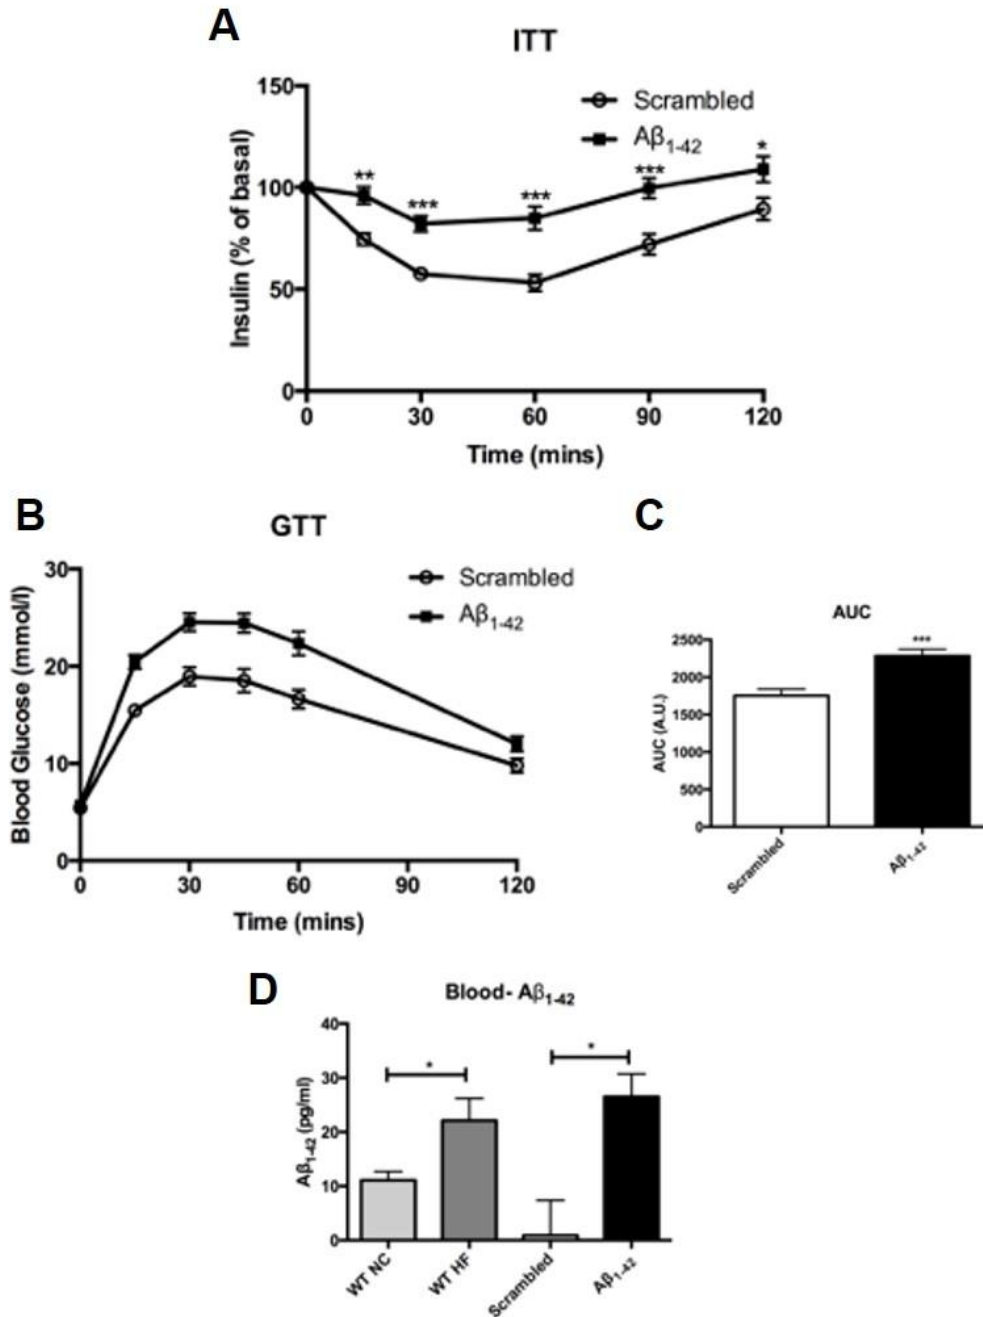 A
ITT
Scrambled
Aβ1-42
Insulin (% of basal)
150
100
50
0
**
***
***
***
*
0 30 60 90 120
Time (mins)
B
GTT
Scrambled
Aβ1-42
Blood Glucose (mmol/l)
30
20
10
0
0 30 60 90 120
Time (mins)
C
AUC
AUC (A.U.)
2500
2000
1500
1000
500
0
***
Scrambled
Aβ1-42
D
Blood- Aβ1-42
Aβ1-42 (pg/ml)
40
30
20
10
0
*
*
WT NC
WT HF
Scrambled
Aβ1-42